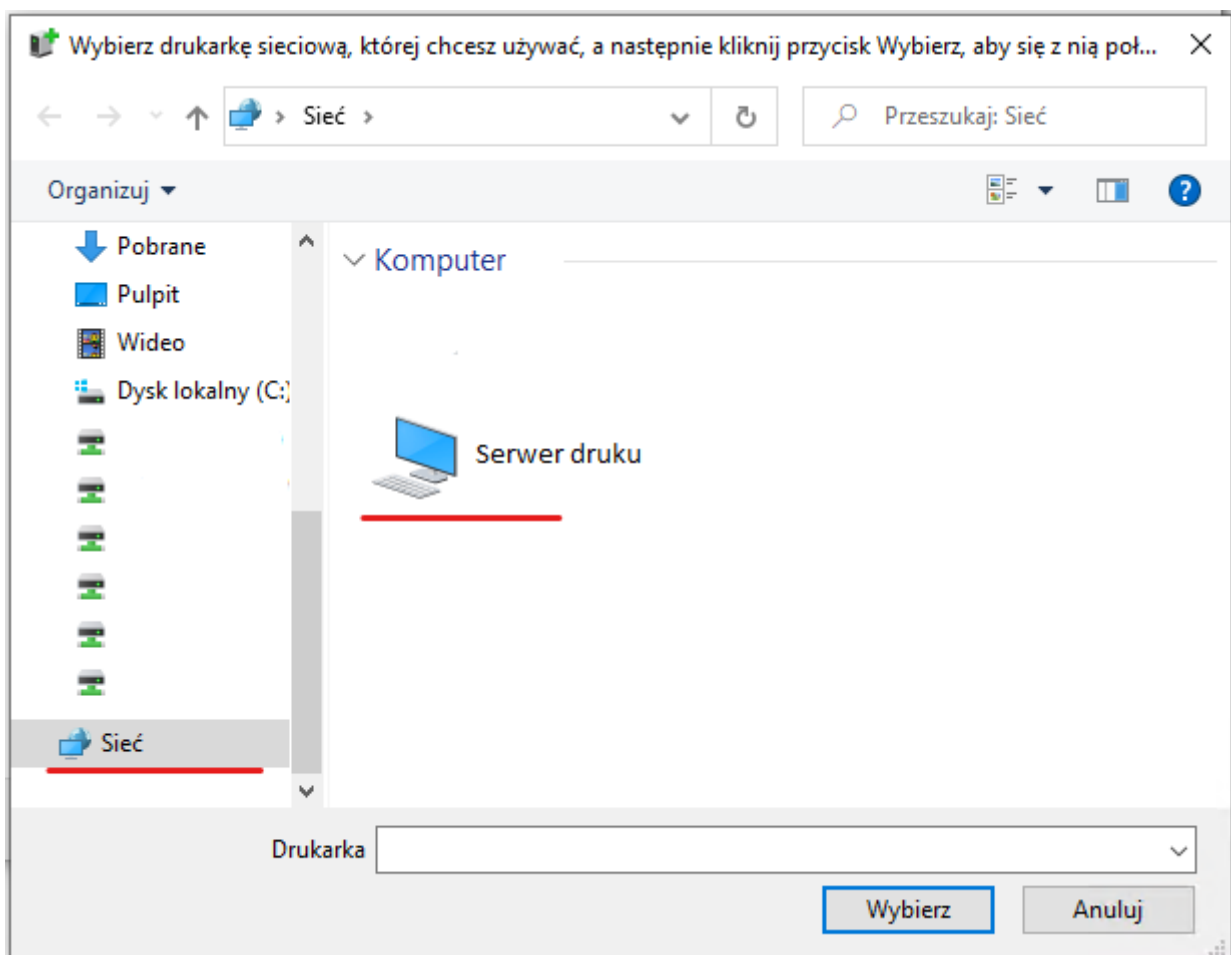 Wybierz drukarkę sieciową, której chcesz używać, a następnie kliknij przycisk Wybierz, aby się z nią poł...
Sieć
Przeszukaj: Sieć
Organizuj
Pobrane
Komputer
Pulpit
Wideo
Dysk lokalny (C:)
Serwer druku
Sieć
Drukarka
Wybierz
Anuluj